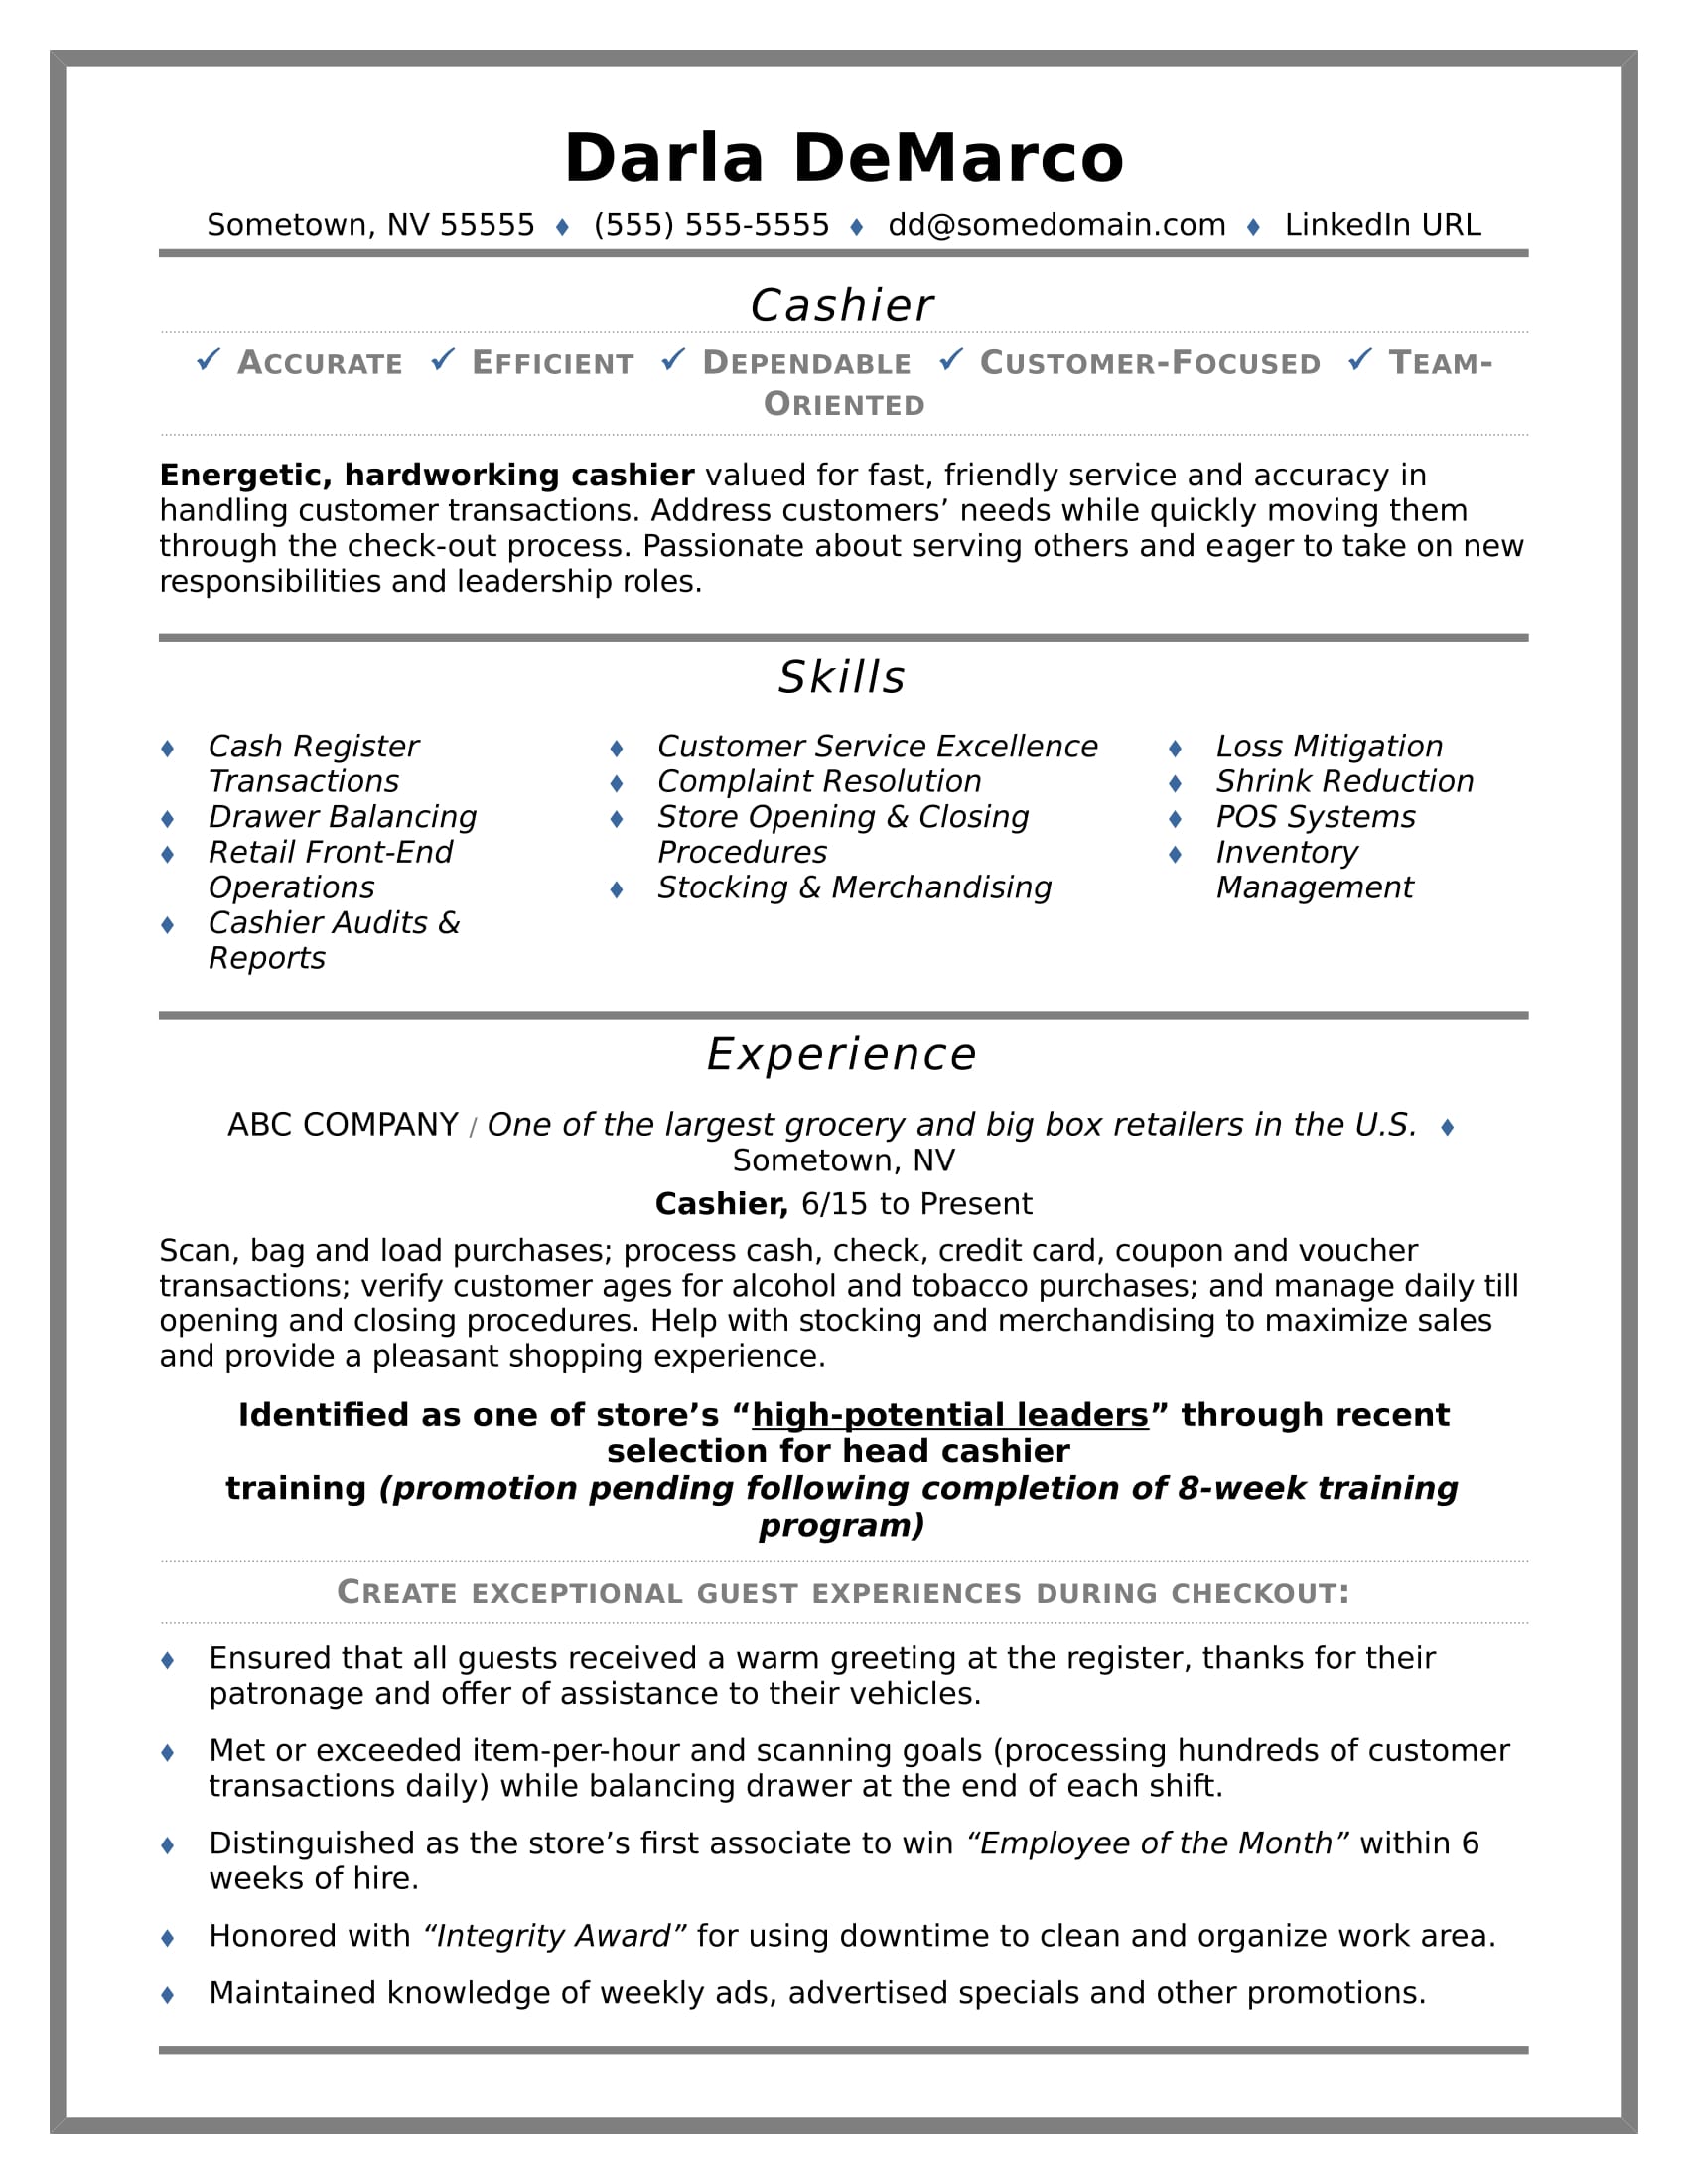 Darla DeMarco
Sometown, NV 55555 ♦ (555) 555-5555 ♦ dd@somedomain.com ♦ LinkedIn URL
Cashier
✓ Accurate ✓ Efficient ✓ Dependable ✓ Customer-Focused ✓ Team-
Oriented
Energetic, hardworking cashier valued for fast, friendly service and accuracy in
handling customer transactions. Address customers’ needs while quickly moving them
through the check-out process. Passionate about serving others and eager to take on new
responsibilities and leadership roles.
Skills
♦ Cash Register
Transactions
♦ Drawer Balancing
♦ Retail Front-End
Operations
♦ Cashier Audits &
Reports
♦ Customer Service Excellence
♦ Complaint Resolution
♦ Store Opening & Closing
Procedures
♦ Stocking & Merchandising
♦ Loss Mitigation
♦ Shrink Reduction
♦ POS Systems
♦ Inventory
Management
Experience
ABC COMPANY / One of the largest grocery and big box retailers in the U.S. ♦
Sometown, NV
Cashier, 6/15 to Present
Scan, bag and load purchases; process cash, check, credit card, coupon and voucher
transactions; verify customer ages for alcohol and tobacco purchases; and manage daily till
opening and closing procedures. Help with stocking and merchandising to maximize sales
and provide a pleasant shopping experience.
Identified as one of store’s “high-potential leaders” through recent
selection for head cashier
training (promotion pending following completion of 8-week training
program)
Create exceptional guest experiences during checkout:
♦ Ensured that all guests received a warm greeting at the register, thanks for their
patronage and offer of assistance to their vehicles.
♦ Met or exceeded item-per-hour and scanning goals (processing hundreds of customer
transactions daily) while balancing drawer at the end of each shift.
♦ Distinguished as the store’s first associate to win “Employee of the Month” within 6
weeks of hire.
♦ Honored with “Integrity Award” for using downtime to clean and organize work area.
♦ Maintained knowledge of weekly ads, advertised specials and other promotions.